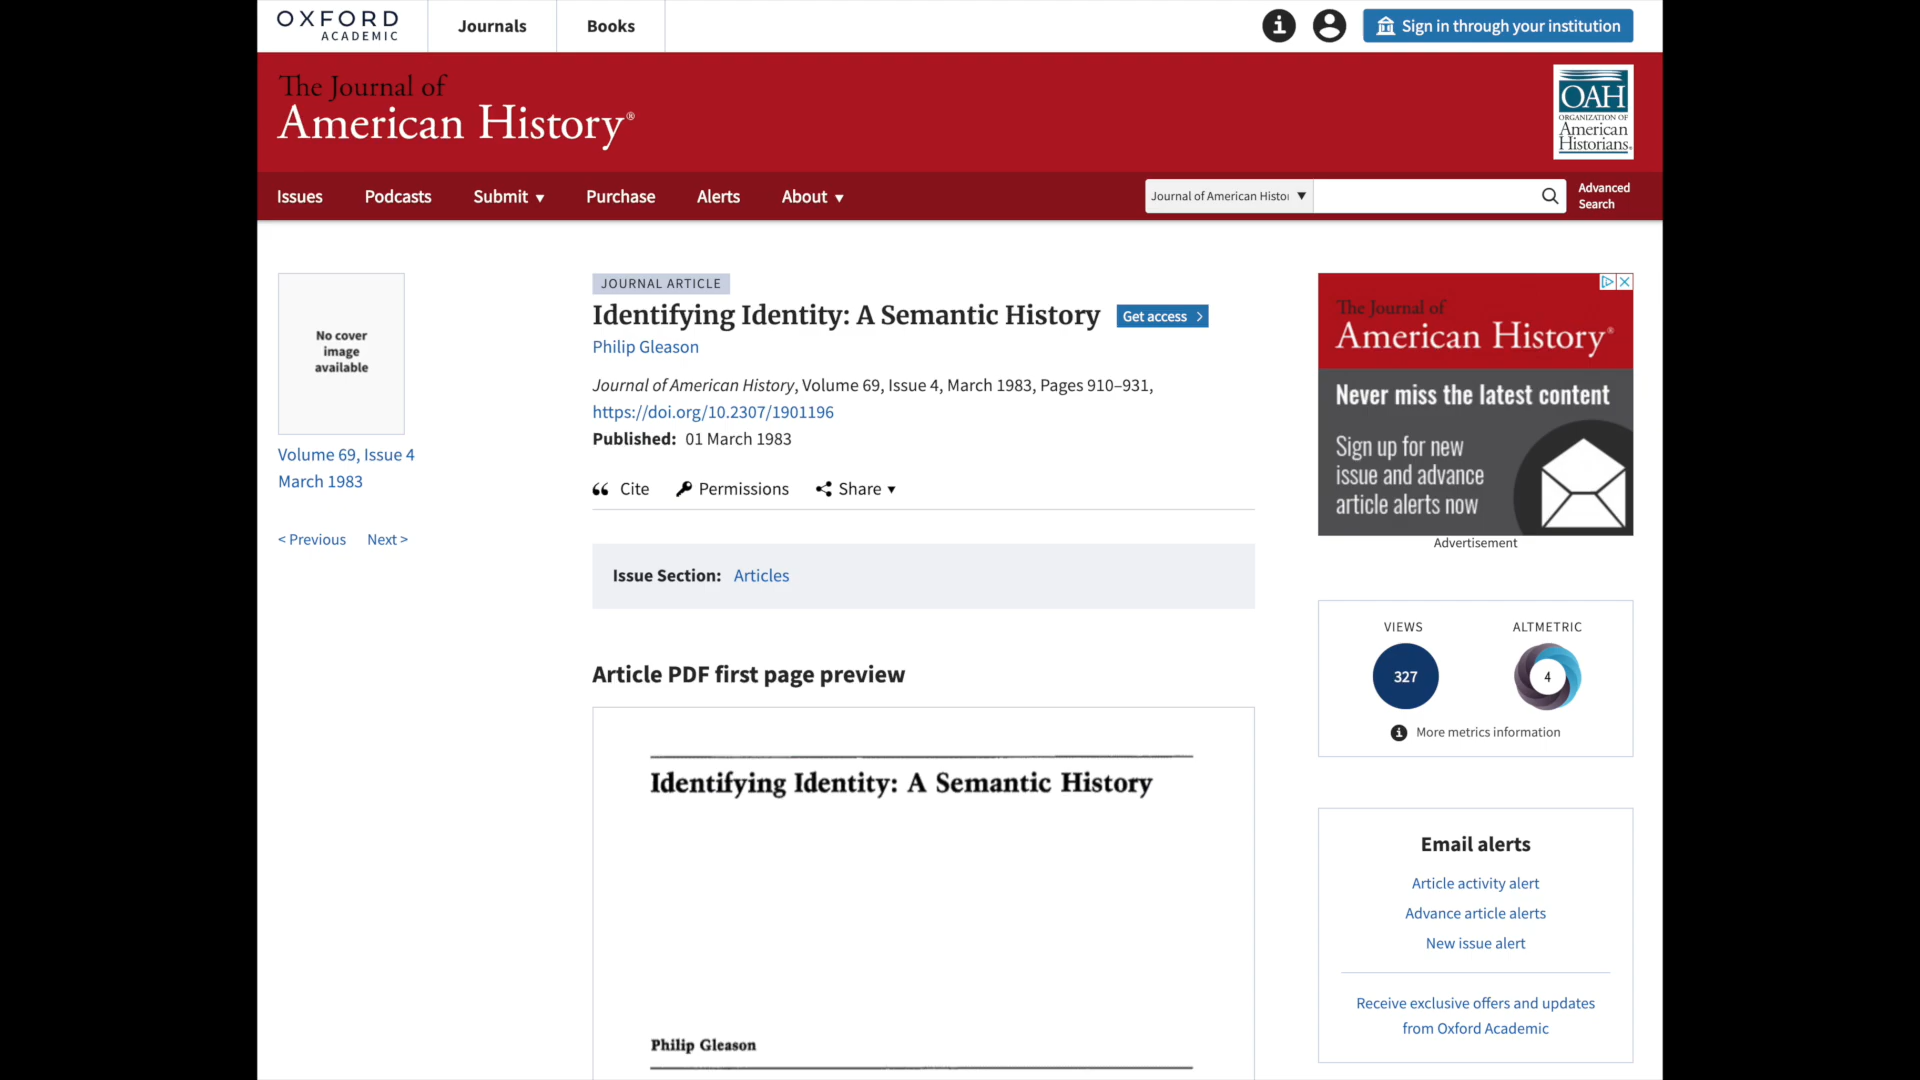 OXFORD
ACADEMIC
Journals
Books
Sign in through your institution
The Journal of
American History®
OAH
ORGANIZATION OF
American
Historians®
Issues
Podcasts
Submit ▼
Purchase
Alerts
About ▼
Journal of American Histo
Advanced
Search
No cover
image
available
Volume 69, Issue 4
March 1983
< Previous Next >
JOURNAL ARTICLE
Identifying Identity: A Semantic History Get access >
Philip Gleason
Journal of American History, Volume 69, Issue 4, March 1983, Pages 910–931,
https://doi.org/10.2307/1901196
Published: 01 March 1983
Cite Permissions Share ▼
Issue Section: Articles
Article PDF first page preview
Identifying Identity: A Semantic History
Philip Gleason
The Journal of
American History®
Never miss the latest content
Sign up for new
issue and advance
article alerts now
Advertisement
VIEWS ALTMETRIC
327 4
More metrics information
Email alerts
Article activity alert
Advance article alerts
New issue alert
Receive exclusive offers and updates
from Oxford Academic